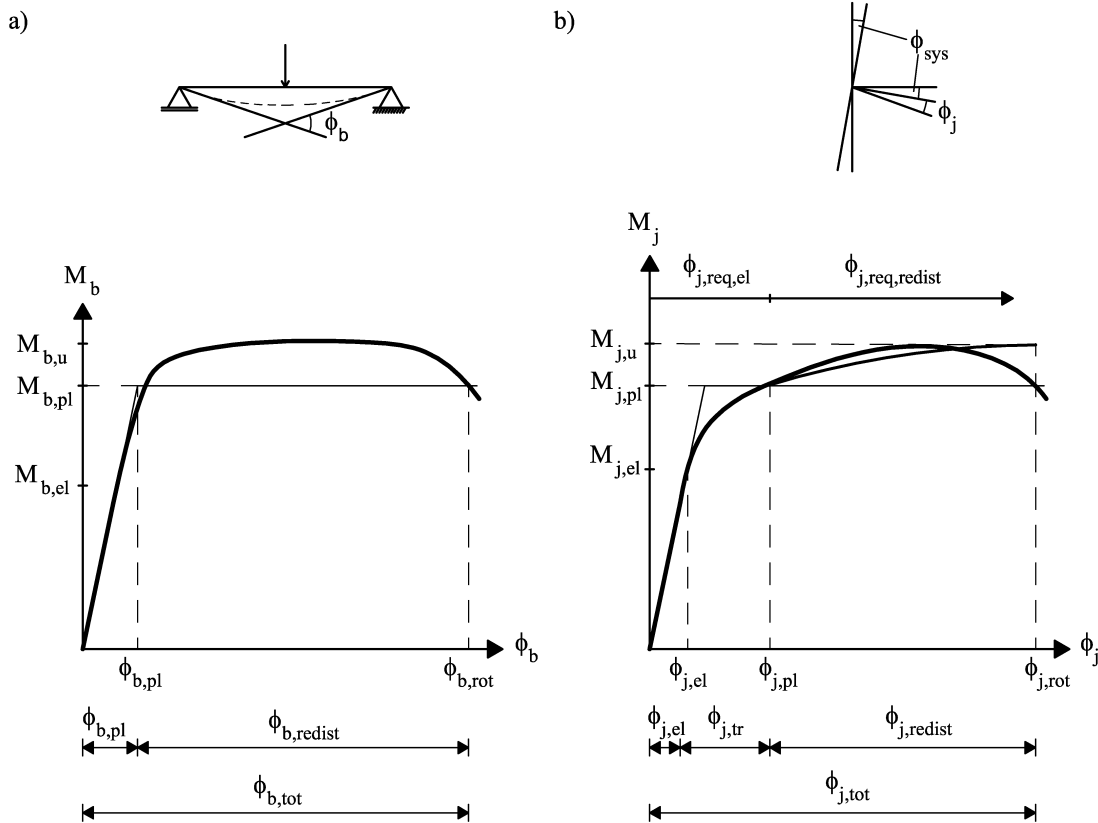 a)
ϕb
Mb
Mb,u
Mb,pl
Mb,el
ϕb
ϕb,pl
ϕb,rot
ϕb,pl
ϕb,redist
ϕb,tot
b)
ϕsys
ϕj
Mj
ϕj,req,el
ϕj,req,redist
Mj,u
Mj,pl
Mj,el
ϕj
ϕj,el
ϕj,pl
ϕj,rot
ϕj,el
ϕj,tr
ϕj,redist
ϕj,tot